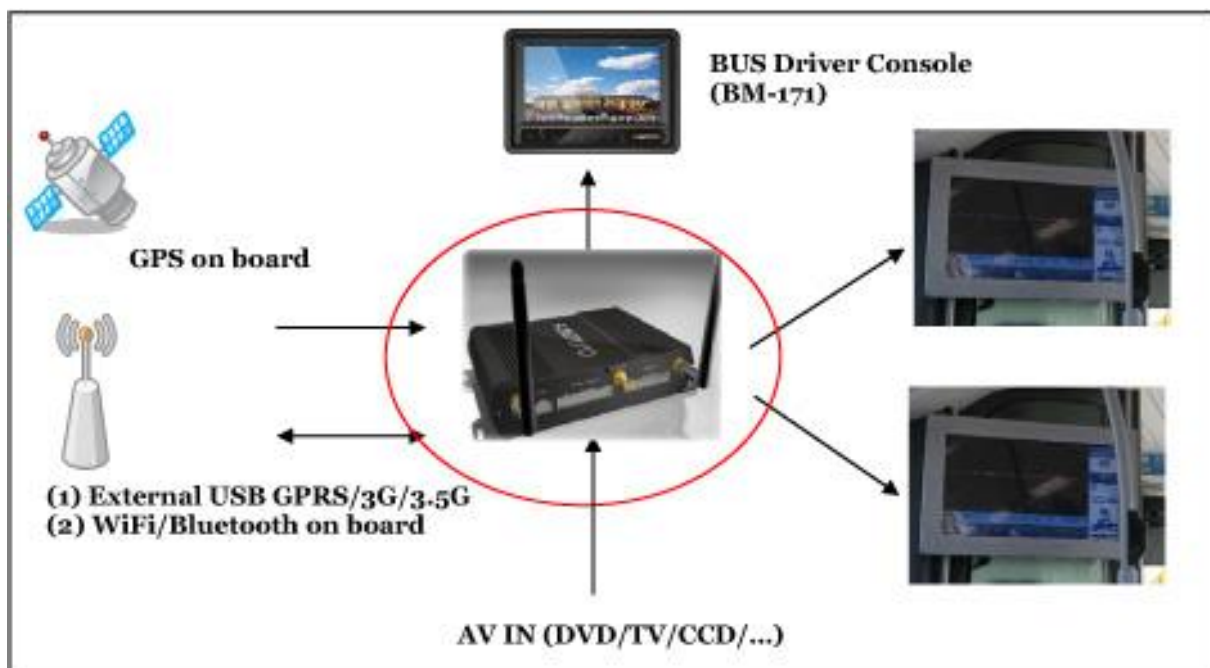 BUS Driver Console
(BM-171)
GPS on board
(1) External USB GPRS/3G/3.5G
(2) WiFi/Bluetooth on board
AV IN (DVD/TV/CCD/...)